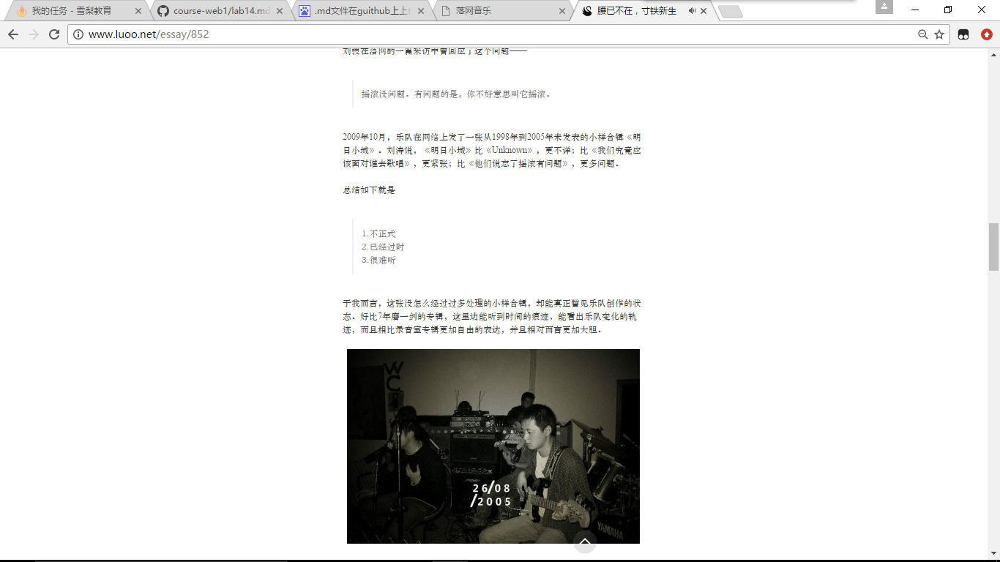 我的任务 - 雪梨教育
course-web1/lab14.md
.md文件在guithub上上
落网音乐
腰已不在，寸铁新生
www.luoo.net/essay/852
在落网的一篇采访中曾回应了这个问题——
摇滚没问题。有问题的是，你不好意思叫它摇滚。
2009年10月，乐队在网络上发了一张从1998年到2005年未发表的小样合辑《明
日小城》。刘涛说，《明日小城》比《Unknown》，更不详；比《我们究竟应
该面对谁去歌唱》，更紧张；比《他们说忘了摇滚有问题》，更多问题。
总结如下就是
1.不正式
2.已经过时
3.很难听
于我而言，这张没怎么经过过多处理的小样合辑，却能真正瞥见乐队创作的状
态。好比7年磨一剑的专辑，这里边能听到时间的痕迹，能看出乐队变化的轨
迹，而且相比录音室专辑更加自由的表达，并且相对而言更加大胆。
W
C
26/08
/2005
YAMAHA